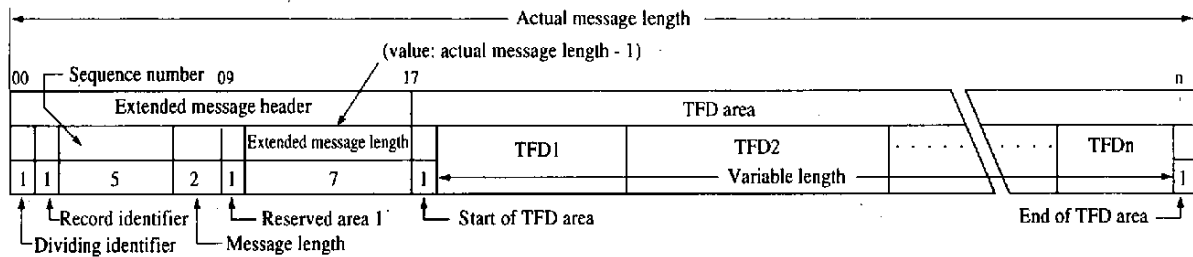 Actual message length
(value: actual message length - 1)
00 Sequence number 09 17 n
Extended message header TFD area
Extended message length TFD1 TFD2 . . . . . . . . . . TFDn
1 1 5 2 1 7 1 Variable length 1
Record identifier Reserved area 1 Start of TFD area End of TFD area
Dividing identifier Message length